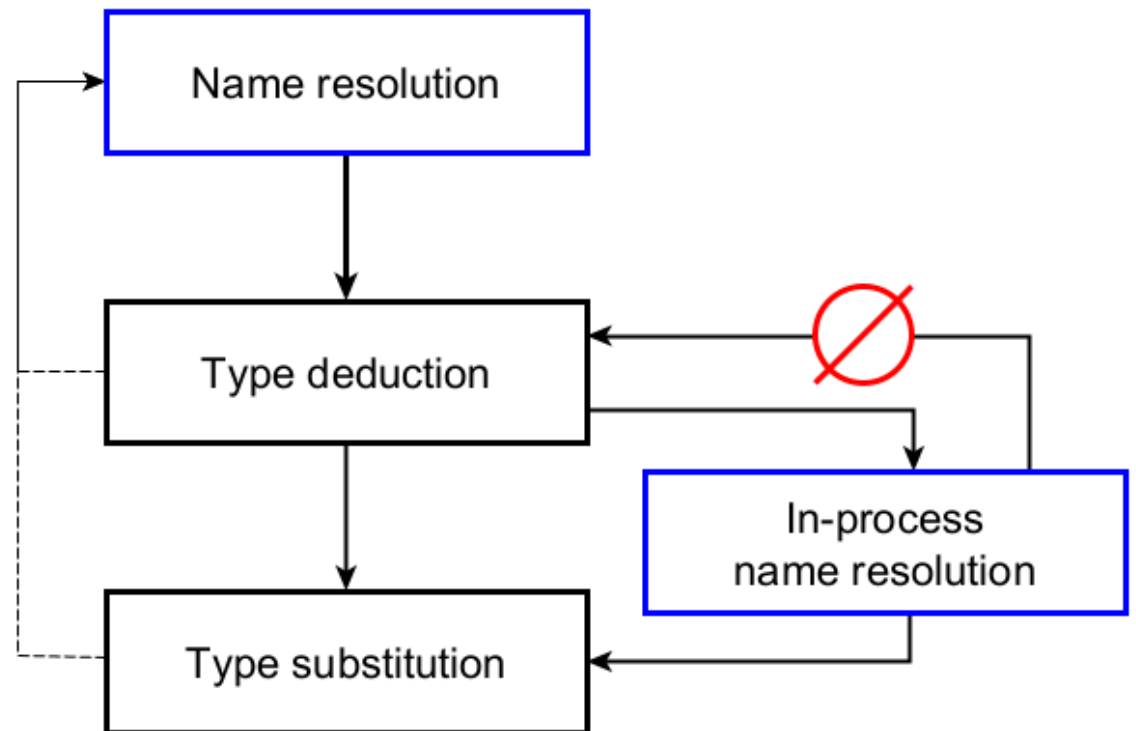 Name resolution
Type deduction
In-process
name resolution
Type substitution